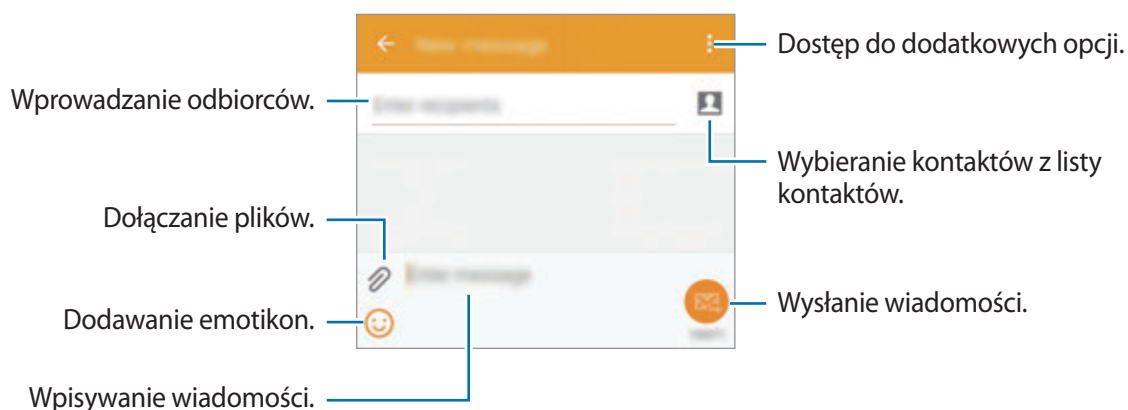 Dostęp do dodatkowych opcji.
Wprowadzanie odbiorców.
Wybieranie kontaktów z listy
kontaktów.
Dołączanie plików.
Wysłanie wiadomości.
Dodawanie emotikon.
Wpisywanie wiadomości.